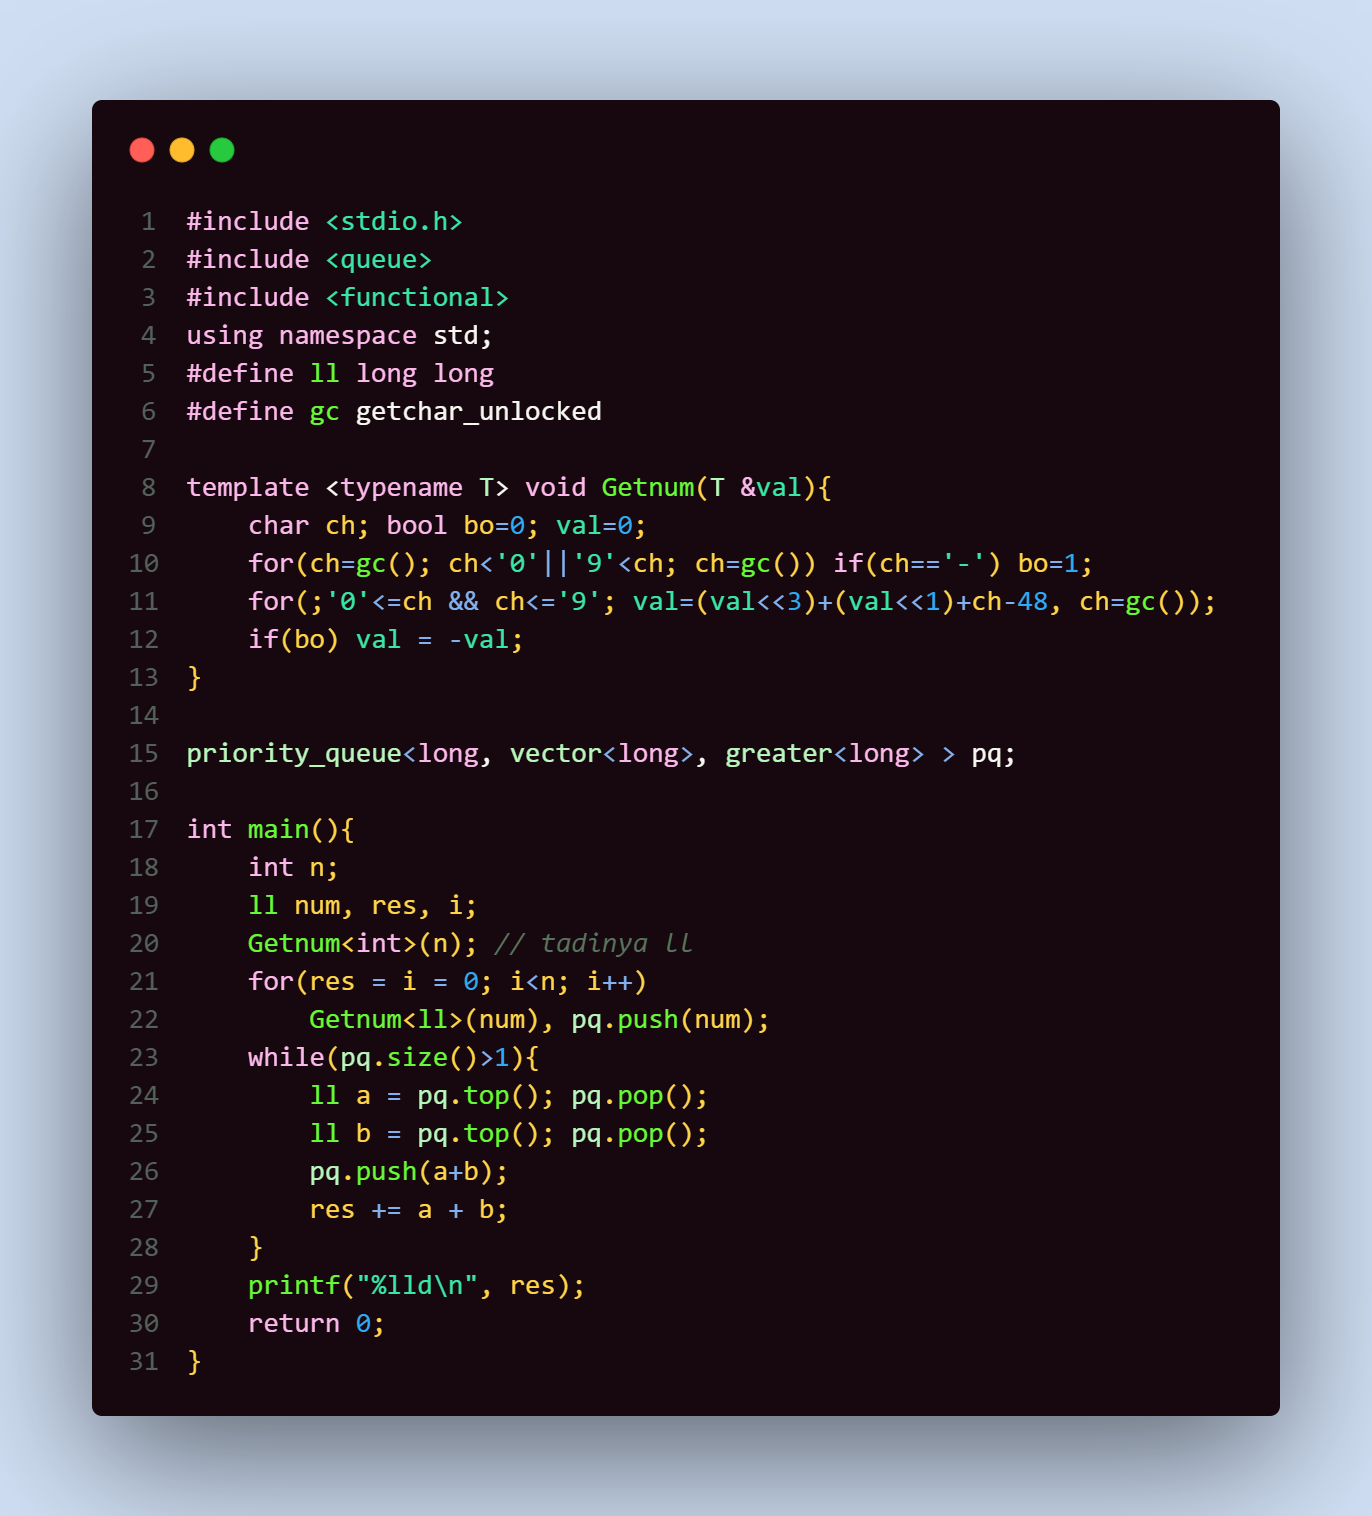 1 #include <stdio.h>
2 #include <queue>
3 #include <functional>
4 using namespace std;
5 #define ll long long
6 #define gc getchar_unlocked
7
8 template <typename T> void Getnum(T &val){
9     char ch; bool bo=0; val=0;
10     for(ch=gc(); ch<'0'||'9'<ch; ch=gc()) if(ch=='-') bo=1;
11     for(;'0'<=ch && ch<='9'; val=(val<<3)+(val<<1)+ch-48, ch=gc());
12     if(bo) val = -val;
13 }
14
15 priority_queue<long, vector<long>, greater<long> > pq;
16
17 int main(){
18     int n;
19     ll num, res, i;
20     Getnum<int>(n); // tadinya ll
21     for(res = i = 0; i<n; i++)
22         Getnum<ll>(num), pq.push(num);
23     while(pq.size()>1){
24         ll a = pq.top(); pq.pop();
25         ll b = pq.top(); pq.pop();
26         pq.push(a+b);
27         res += a + b;
28     }
29     printf("%lld\n", res);
30     return 0;
31 }